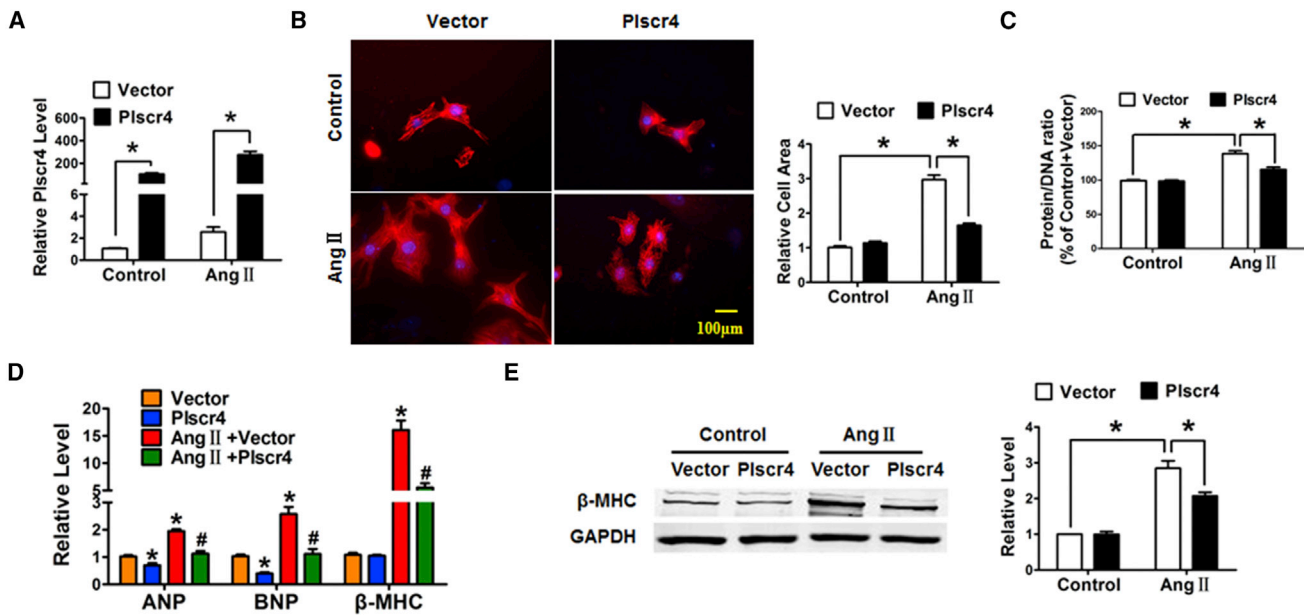 A
Vector
Plscr4
Relative Plscr4 Level
600
400
200
6
4
2
0
*
*
Control
Ang Ⅱ
B
Vector
Plscr4
Control
Ang Ⅱ
100μm
Vector
Plscr4
Relative Cell Area
4
3
2
1
0
*
*
Control
Ang Ⅱ
C
Vector
Plscr4
Protein/DNA ratio
(% of Control+Vector)
200
150
100
50
0
*
*
Control
Ang Ⅱ
D
Vector
Plscr4
Ang Ⅱ +Vector
Ang Ⅱ +Plscr4
Relative Level
20
15
10
5
3
2
1
0
* * #
* * #
* #
ANP
BNP
β-MHC
E
Control
Ang Ⅱ
Vector Plscr4 Vector Plscr4
β-MHC
GAPDH
Vector
Plscr4
Relative Level
4
3
2
1
0
*
*
Control
Ang Ⅱ